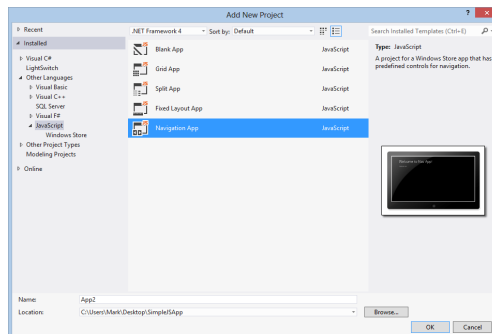 Add New Project
? ×
Recent
Installed
Visual C#
LightSwitch
Other Languages
Visual Basic
Visual C++
SQL Server
Visual F#
JavaScript
Windows Store
Other Project Types
Modeling Projects
Online
.NET Framework 4
Sort by: Default
Blank App JavaScript
Grid App JavaScript
Split App JavaScript
Fixed Layout App JavaScript
Navigation App JavaScript
Search Installed Templates (Ctrl+E)
Type: JavaScript
A project for a Windows Store app that has
predefined controls for navigation.
Name: App2
Location: C:\Users\Mark\Desktop\SimpleJSApp
Browse...
OK Cancel